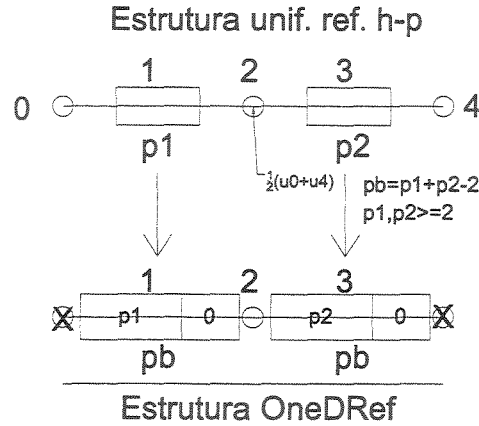 Estrutura unif. ref. h-p
1 2 3
0 4
p1 p2
½(u0+u4)
pb=p1+p2-2
p1,p2>=2
1 2 3
X p1 0 p2 0 X
pb pb
Estrutura OneDRef